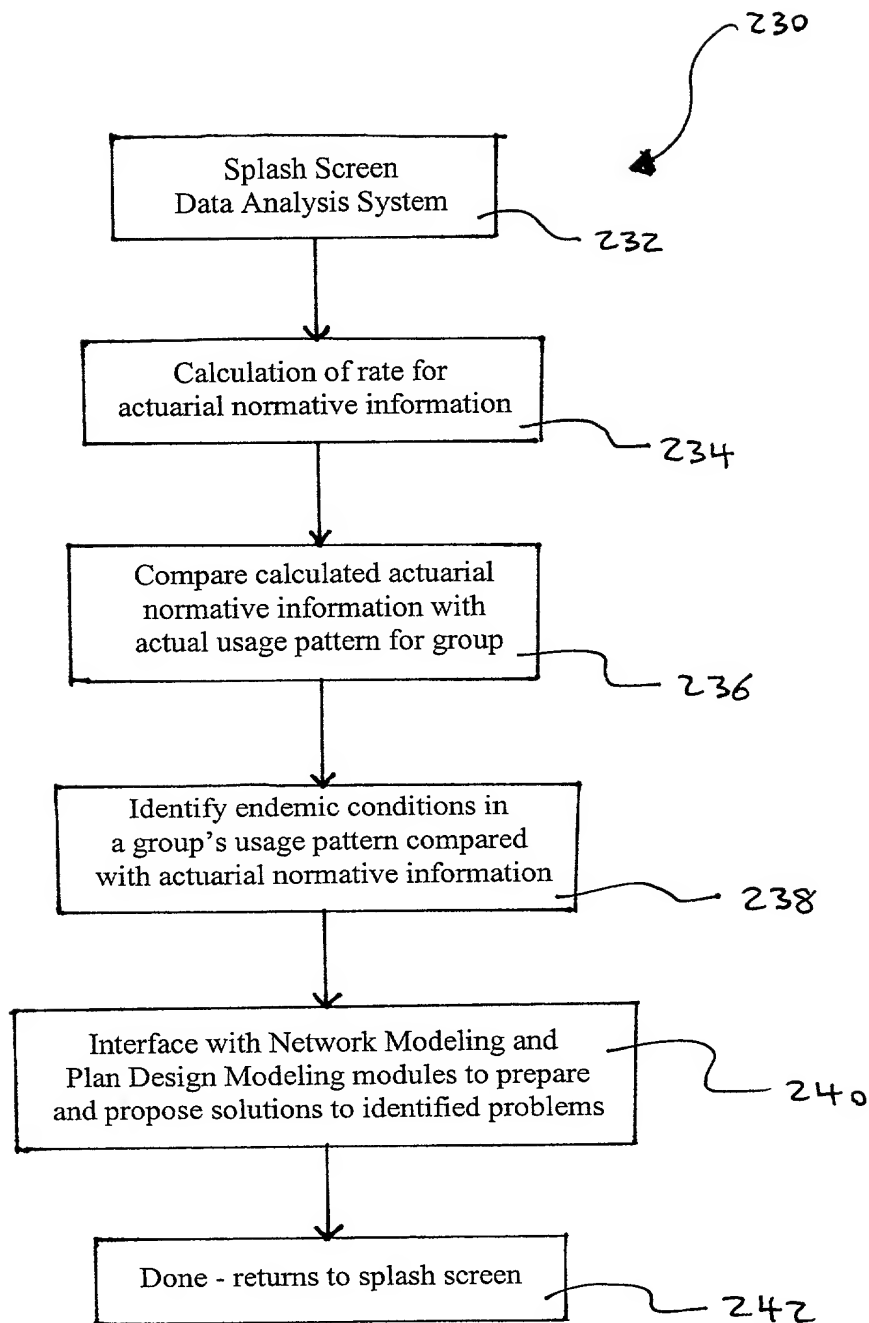 230
Splash Screen
Data Analysis System
232
Calculation of rate for
actuarial normative information
234
Compare calculated actuarial
normative information with
actual usage pattern for group
236
Identify endemic conditions in
a group's usage pattern compared
with actuarial normative information
238
Interface with Network Modeling and
Plan Design Modeling modules to prepare
and propose solutions to identified problems
240
Done - returns to splash screen
242